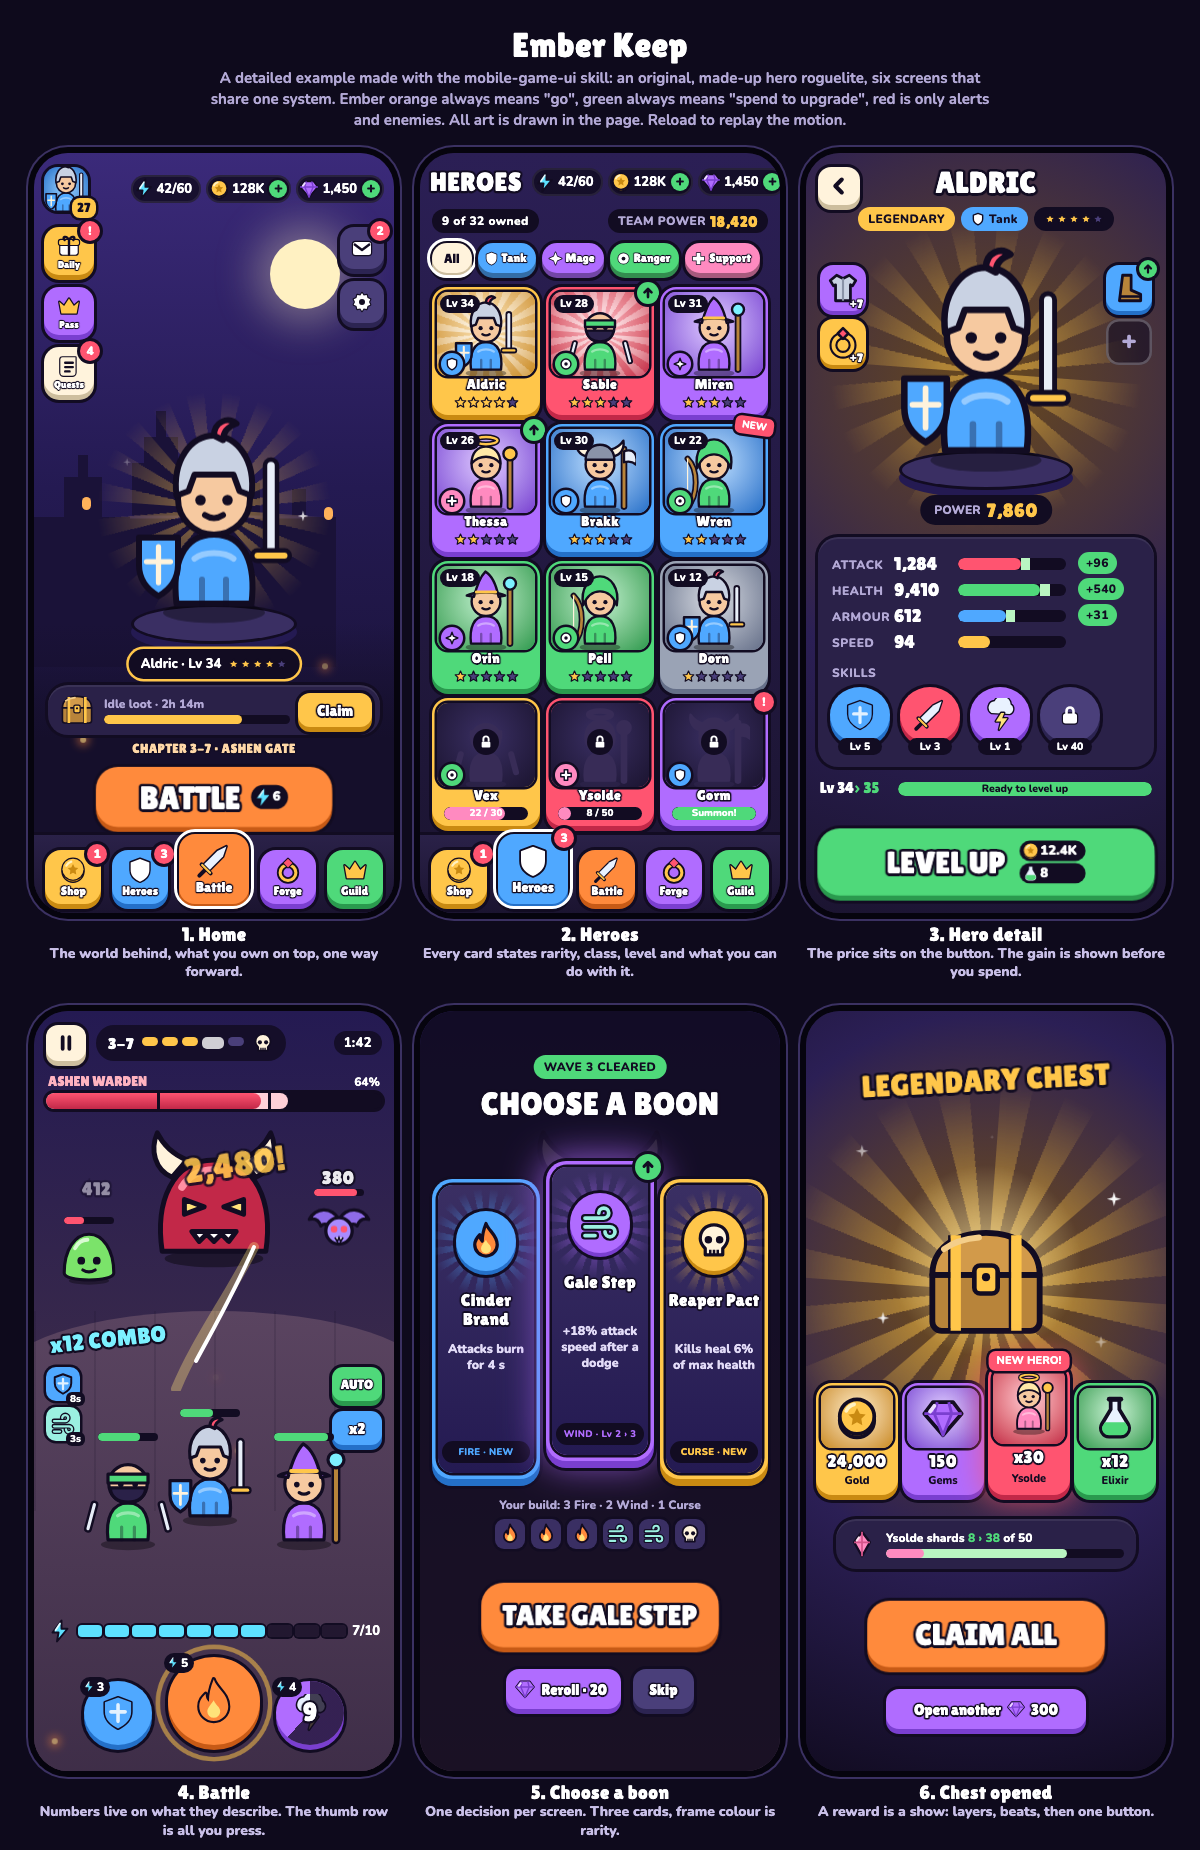 Ember Keep
A detailed example made with the mobile-game-ui skill: an original, made-up hero roguelite, six screens that
share one system. Ember orange always means "go", green always means "spend to upgrade", red is only alerts
and enemies. All art is drawn in the page. Reload to replay the motion.
27
42/60
128K
1,450
!
Daily
2
Pass
4
Quests
Aldric · Lv 34
Idle loot · 2h 14m
Claim
CHAPTER 3-7 · ASHEN GATE
BATTLE 6
1
Shop
3
Heroes
Battle
Forge
Guild
1. Home
The world behind, what you own on top, one way
forward.
HEROES
42/60
128K
1,450
9 of 32 owned
TEAM POWER 18,420
All
Tank
Mage
Ranger
Support
Lv 34
Aldric
Lv 28
Sable
Lv 31
Miren
Lv 26
Thessa
Lv 30
Brakk
NEW
Lv 22
Wren
Lv 18
Orin
Lv 15
Pell
Lv 12
Dorn
Vex
22 / 30
Ysolde
8 / 50
!
Gorm
Summon!
1
Shop
3
Heroes
Battle
Forge
Guild
2. Heroes
Every card states rarity, class, level and what you can
do with it.
ALDRIC
LEGENDARY
Tank
+7
+7
POWER 7,860
ATTACK 1,284 +96
HEALTH 9,410 +540
ARMOUR 612 +31
SPEED 94
SKILLS
Lv 5
Lv 3
Lv 1
Lv 40
Lv 34 › 35
Ready to level up
LEVEL UP
12.4K
8
3. Hero detail
The price sits on the button. The gain is shown before
you spend.
3-7
1:42
ASHEN WARDEN
64%
2,480!
412
380
x12 COMBO
8s
3s
AUTO
x2
7/10
3
5
4
9
4. Battle
Numbers live on what they describe. The thumb row
is all you press.
WAVE 3 CLEARED
CHOOSE A BOON
Cinder
Brand
Attacks burn
for 4 s
FIRE · NEW
Gale Step
+18% attack
speed after a
dodge
WIND · Lv 2 › 3
Reaper Pact
Kills heal 6%
of max health
CURSE · NEW
Your build: 3 Fire · 2 Wind · 1 Curse
TAKE GALE STEP
Reroll · 20
Skip
5. Choose a boon
One decision per screen. Three cards, frame colour is
rarity.
LEGENDARY CHEST
24,000
Gold
150
Gems
NEW HERO!
x30
Ysolde
x12
Elixir
Ysolde shards 8 › 38 of 50
CLAIM ALL
Open another 300
6. Chest opened
A reward is a show: layers, beats, then one button.